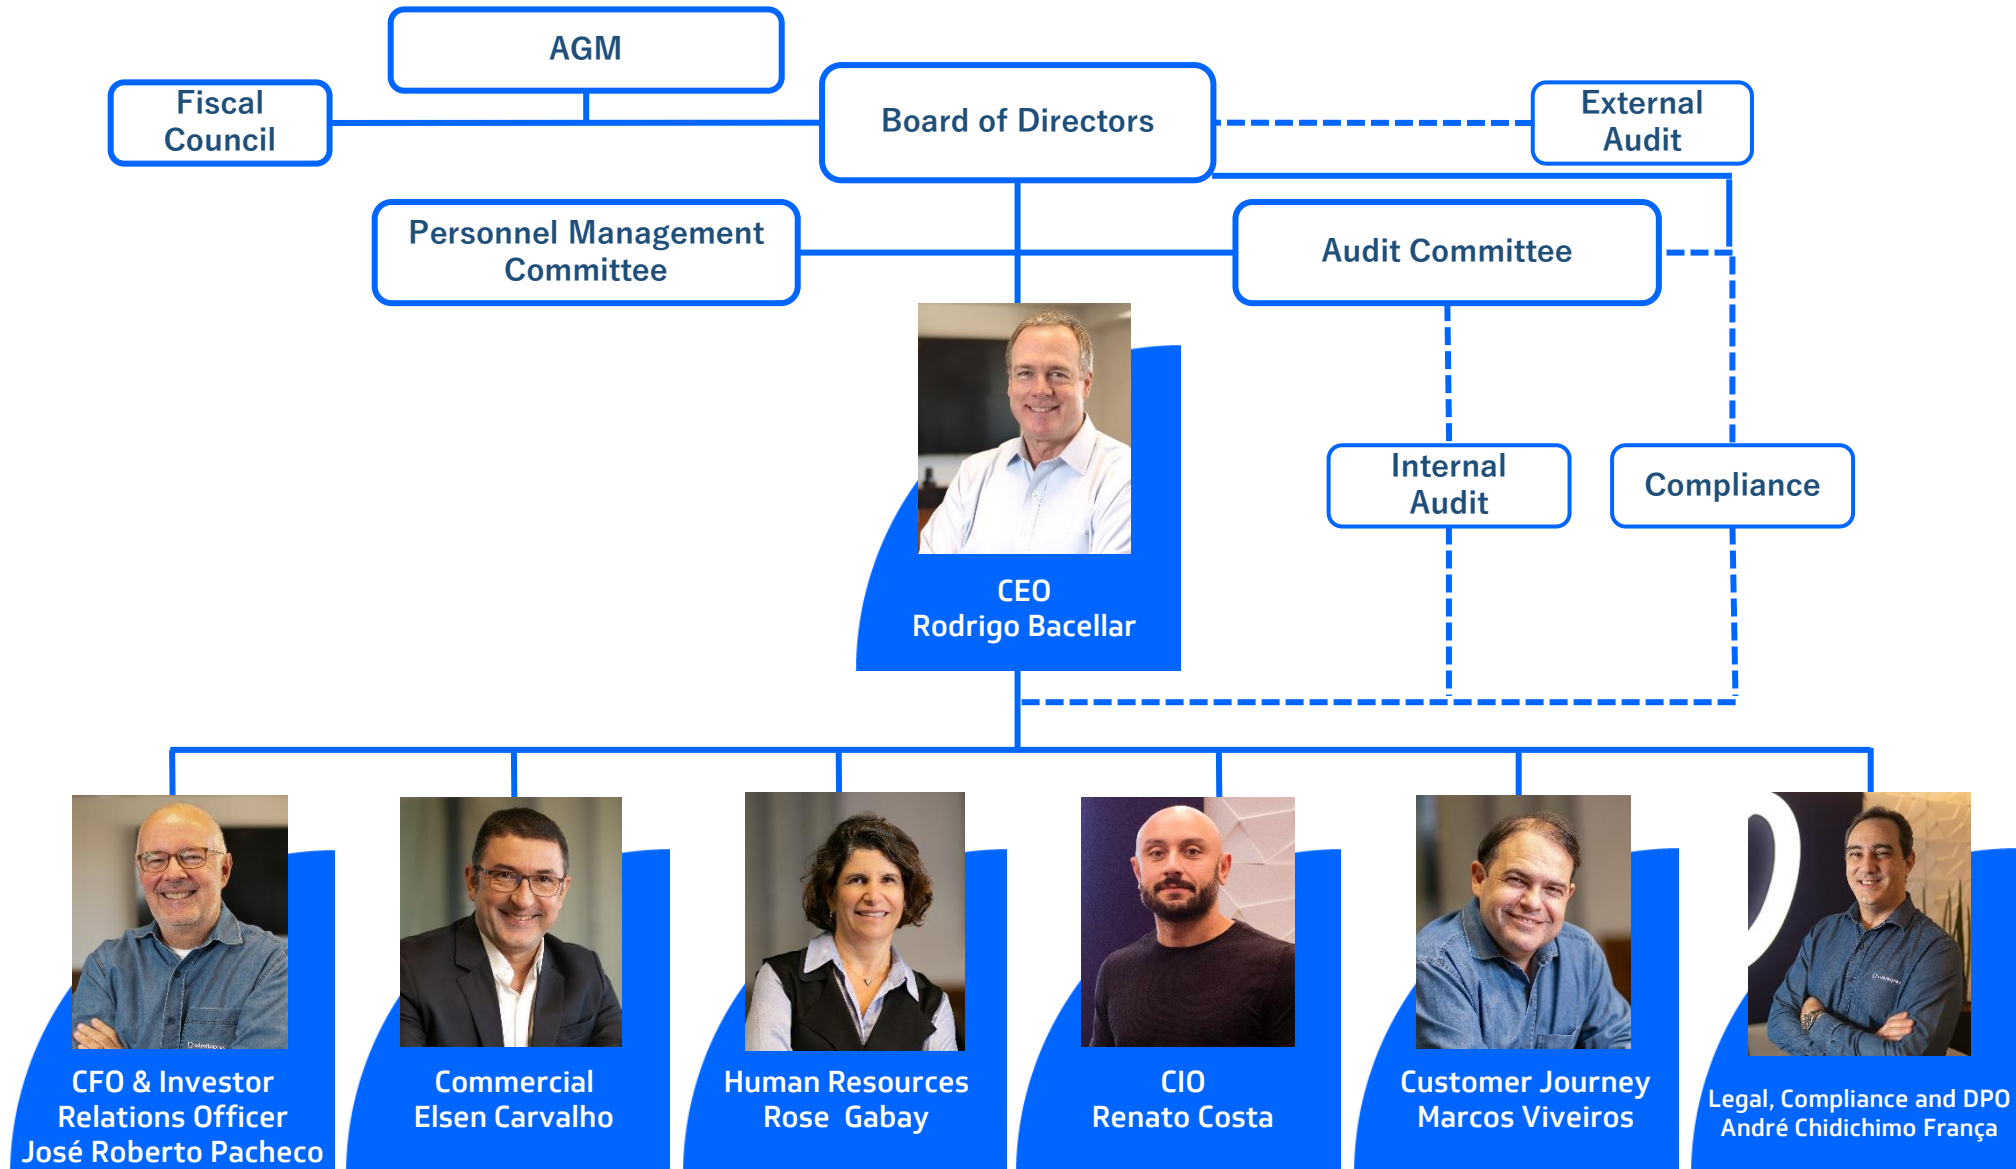 AGM
Fiscal
Council
Board of Directors
External
Audit
Personnel Management
Committee
Audit Committee
Internal
Audit
Compliance
CEO
Rodrigo Bacellar
CFO & Investor
Relations Officer
José Roberto Pacheco
Commercial
Elsen Carvalho
Human Resources
Rose  Gabay
CIO
Renato Costa
Customer Journey
Marcos Viveiros
Legal, Compliance and DPO
André Chidichimo França